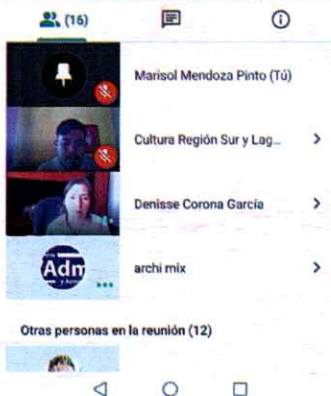 (16)
Marisol Mendoza Pinto (Tú)
Cultura Región Sur y Lag...
Denisse Corona García
Adm
archi mix
Otras personas en la reunión (12)